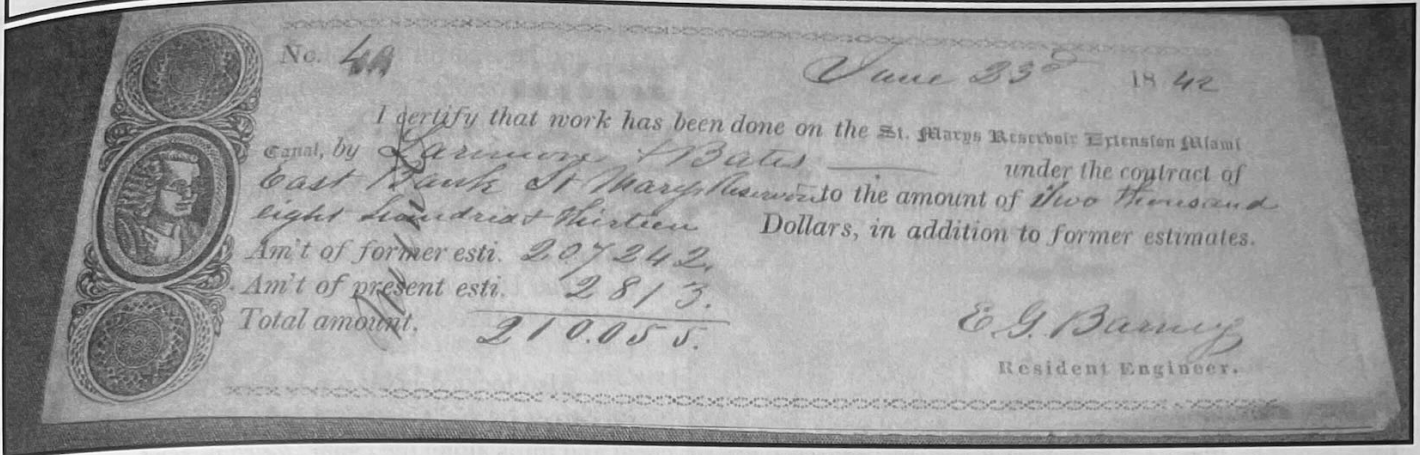 No. 49 June 23d 1842
I certify that work has been done on the St. Marys Reservoir Extension Miami
Canal, by Larimore & Bates under the contract of
East Bank St Marys Reservoir to the amount of two thousand
eight hundred & thirteen Dollars, in addition to former estimates.
Am't of former esti. 207242.
Am't of present esti. 2813.
Total amount. 210.055.
E G. Barney
Resident Engineer.